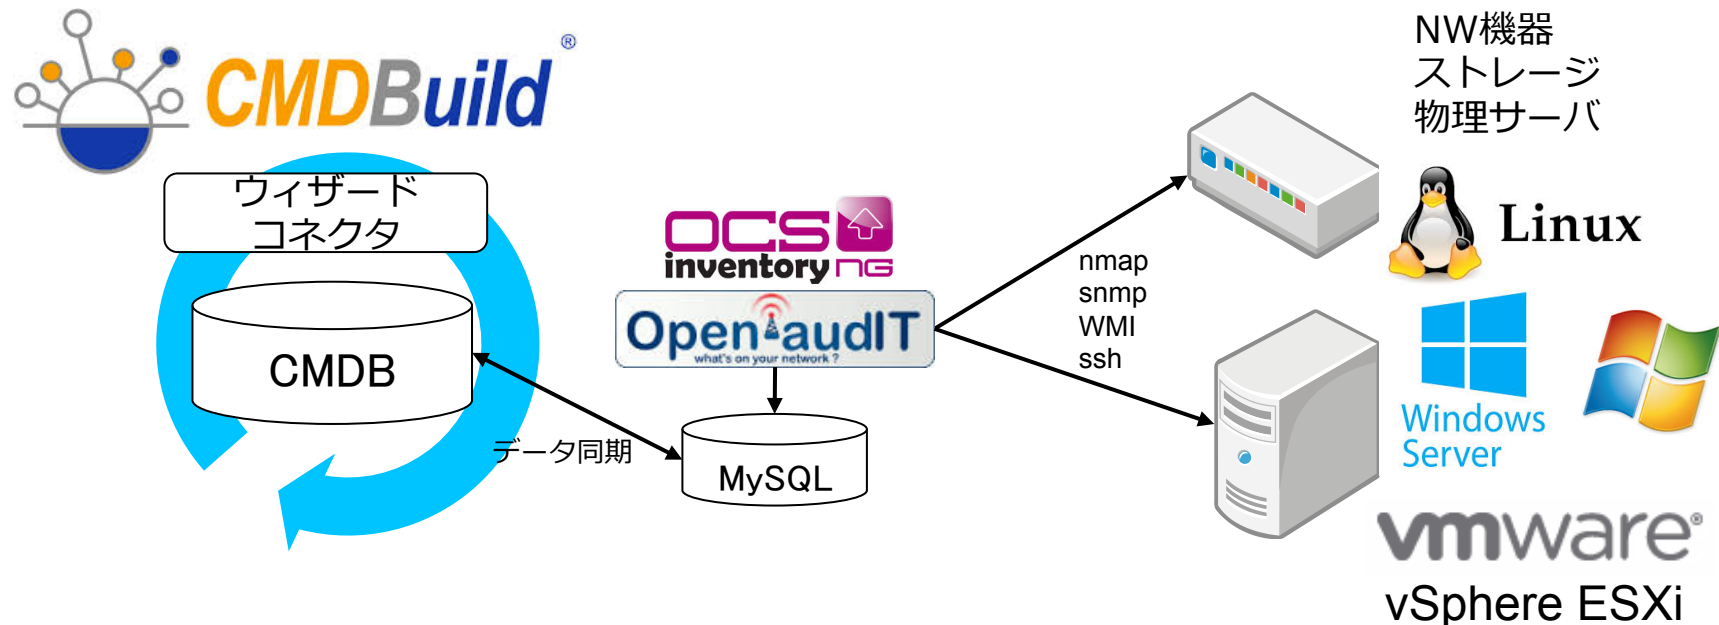 CMDBuild®
ウィザード
コネクタ
CMDB
データ同期
OCS
inventory NG
Open-audIT
what's on your network ?
MySQL
nmap
snmp
WMI
ssh
NW機器
ストレージ
物理サーバ
Linux
Windows
Server
vmware®
vSphere ESXi